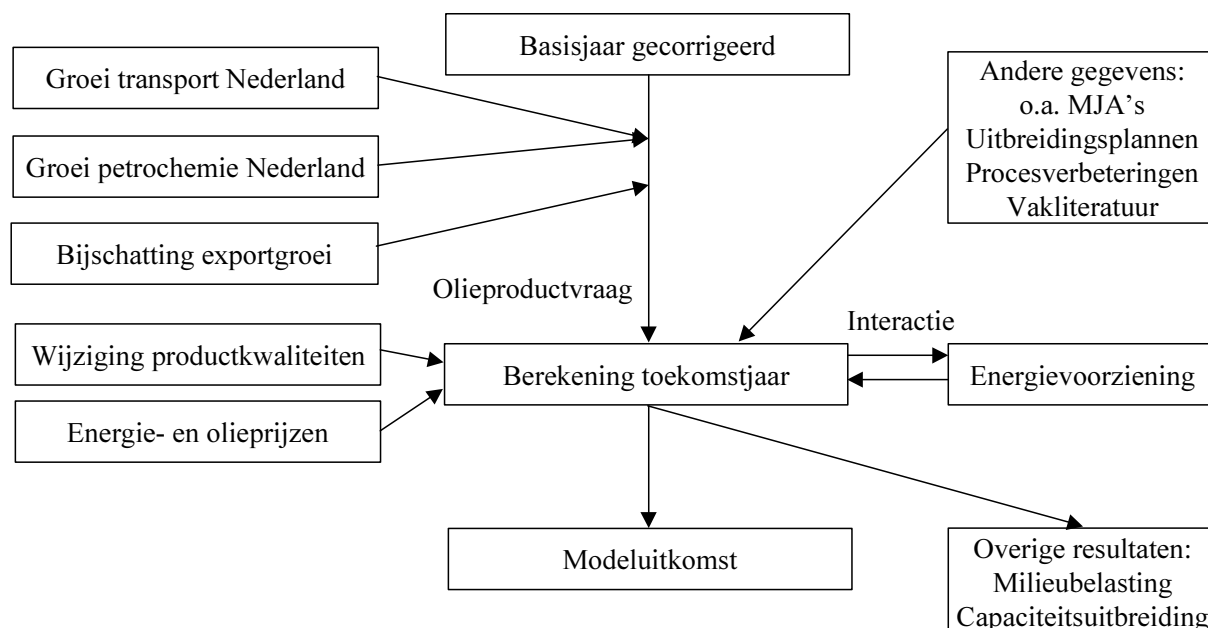 Basisjaar gecorrigeerd
Groei transport Nederland
Groei petrochemie Nederland
Bijschatting exportgroei
Andere gegevens:
o.a. MJA's
Uitbreidingsplannen
Procesverbeteringen
Vakliteratuur
Olieproductvraag
Interactie
Wijziging productkwaliteiten
Energie- en olieprijzen
Berekening toekomstjaar
Energievoorziening
Modeluitkomst
Overige resultaten:
Milieubelasting
Capaciteitsuitbreiding